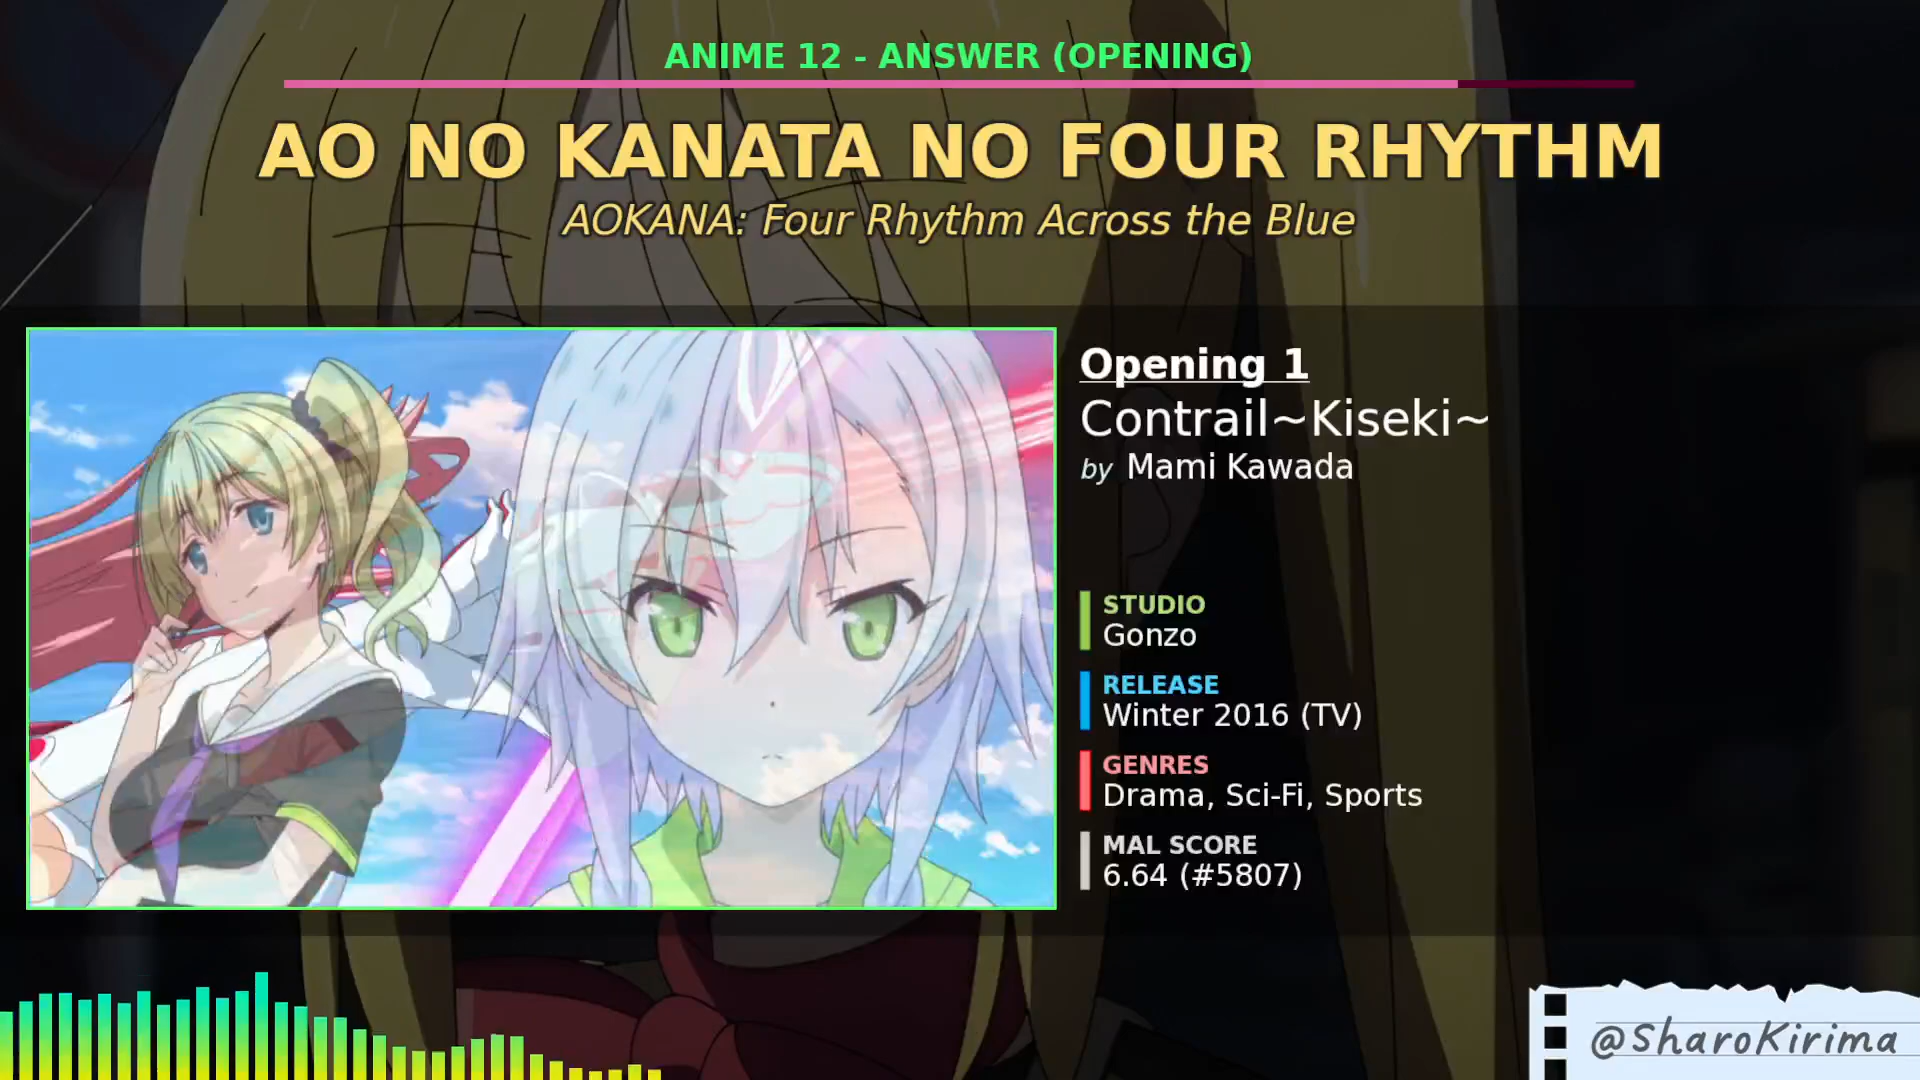 ANIME 12 - ANSWER (OPENING)
AO NO KANATA NO FOUR RHYTHM
AOKANA: Four Rhythm Across the Blue
Opening 1
Contrail~Kiseki~
by Mami Kawada
STUDIO
Gonzo
RELEASE
Winter 2016 (TV)
GENRES
Drama, Sci-Fi, Sports
MAL SCORE
6.64 (#5807)
@SharoKirima